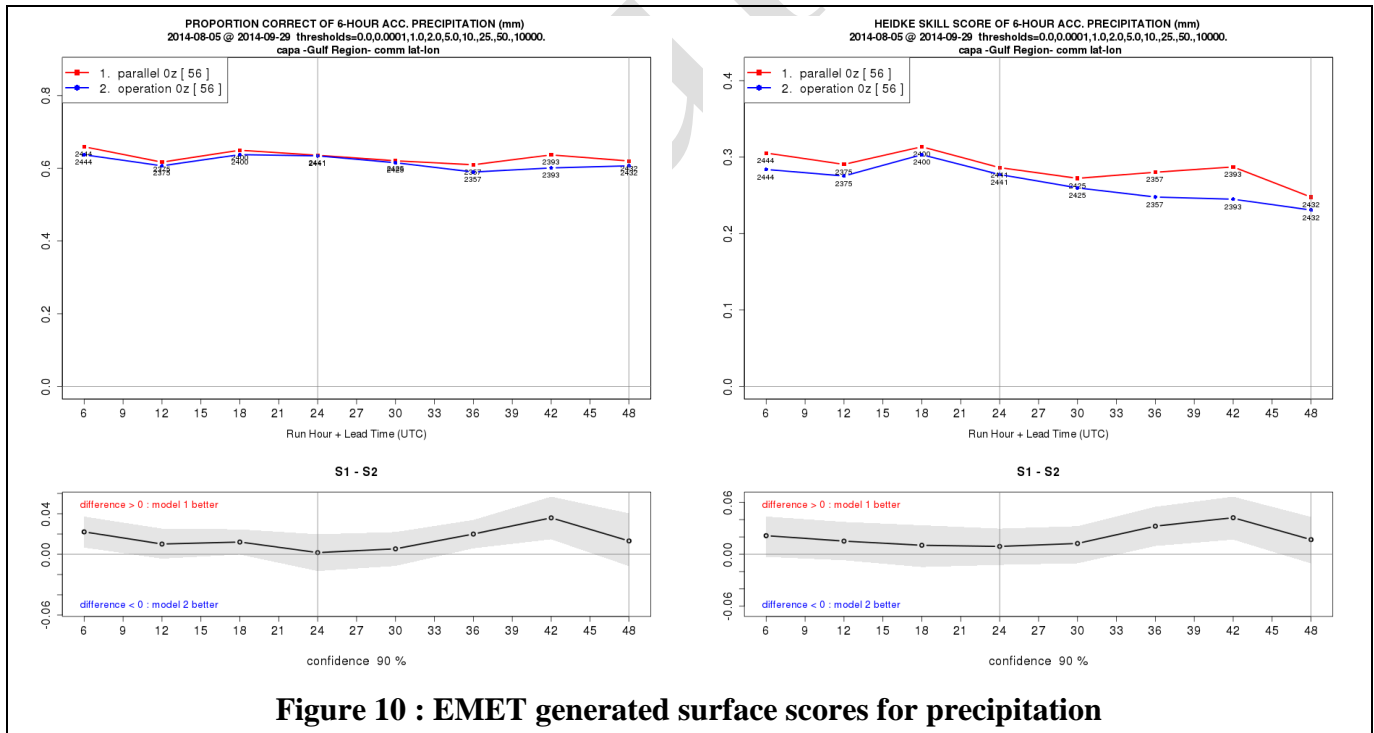 PROPORTION CORRECT OF 6-HOUR ACC. PRECIPITATION (mm)
2014-08-05 @ 2014-09-29 thresholds=0.0,0.0001,1.0,2.0,5.0,10.,25.,50.,10000.
capa -Gulf Region- comm lat-lon
1. parallel 0z [ 56 ]
2. operation 0z [ 56 ]
0.8
0.6
0.4
0.2
0.0
2444
2375
2400
2441
2357
2393
2393
2432
6 9 12 15 18 21 24 27 30 33 36 39 42 45 48
Run Hour + Lead Time (UTC)
S1 - S2
difference > 0 : model 1 better
difference < 0 : model 2 better
0.04
0.00
-0.06
6 9 12 15 18 21 24 27 30 33 36 39 42 45 48
confidence 90 %
HEIDKE SKILL SCORE OF 6-HOUR ACC. PRECIPITATION (mm)
2014-08-05 @ 2014-09-29 thresholds=0.0,0.0001,1.0,2.0,5.0,10.,25.,50.,10000.
capa -Gulf Region- comm lat-lon
1. parallel 0z [ 56 ]
2. operation 0z [ 56 ]
0.4
0.3
0.2
0.1
0.0
2444 2375 2400 2441 2425 2357 2393 2432
2444 2375 2400 2441 2425 2357 2393 2432
6 9 12 15 18 21 24 27 30 33 36 39 42 45 48
Run Hour + Lead Time (UTC)
S1 - S2
difference > 0 : model 1 better
difference < 0 : model 2 better
0.06
0.00
-0.06
6 9 12 15 18 21 24 27 30 33 36 39 42 45 48
confidence 90 %
Figure 10 : EMET generated surface scores for precipitation